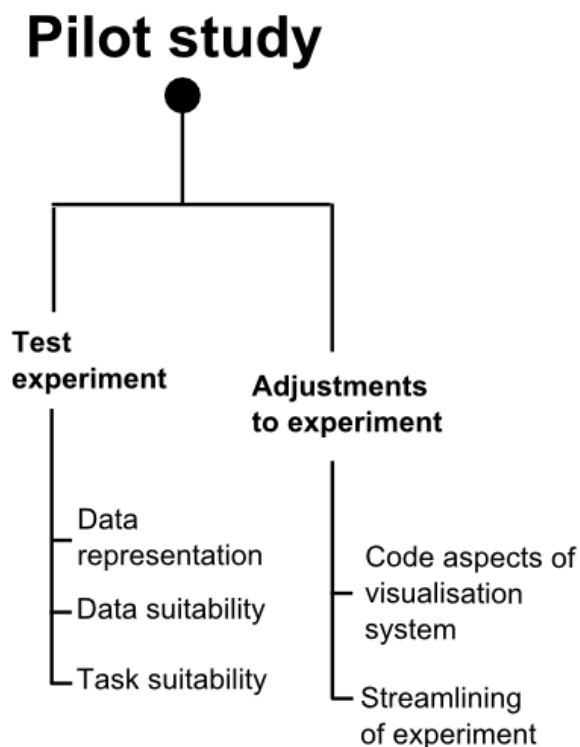 Pilot study
Test
experiment
Data
representation
Data suitability
Task suitability
Adjustments
to experiment
Code aspects of
visualisation
system
Streamlining
of experiment